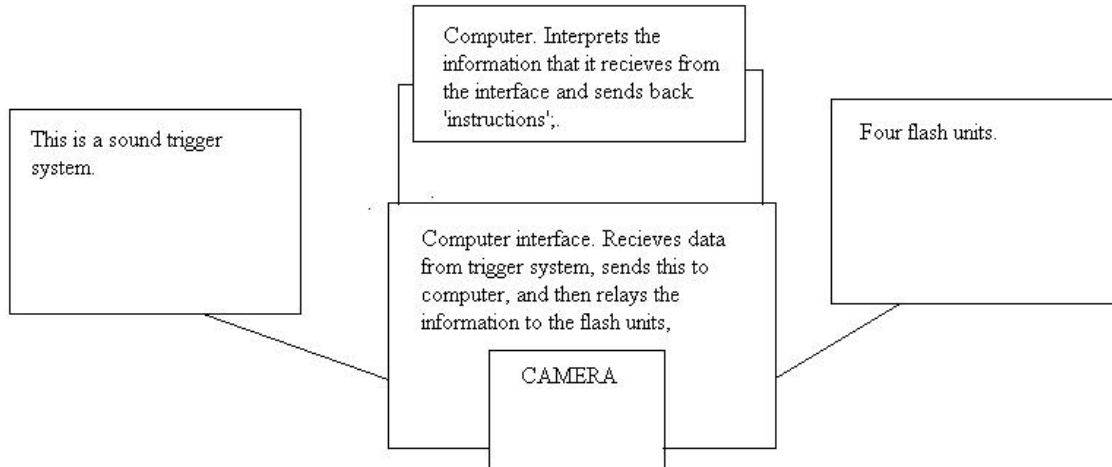 Computer. Interprets the
information that it recieves from
the interface and sends back
'instructions';.
This is a sound trigger
system.
Four flash units.
Computer interface. Recieves data
from trigger system, sends this to
computer, and then relays the
information to the flash units,
CAMERA